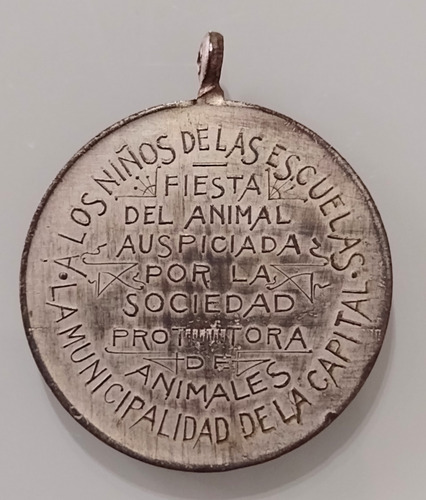 A LOS NIÑOS DE LAS ESCUELAS
FIESTA
DEL ANIMAL
AUSPICIADA
POR LA
SOCIEDAD
PROTECTORA
DE
ANIMALES
LA MUNICIPALIDAD DE LA CAPITAL